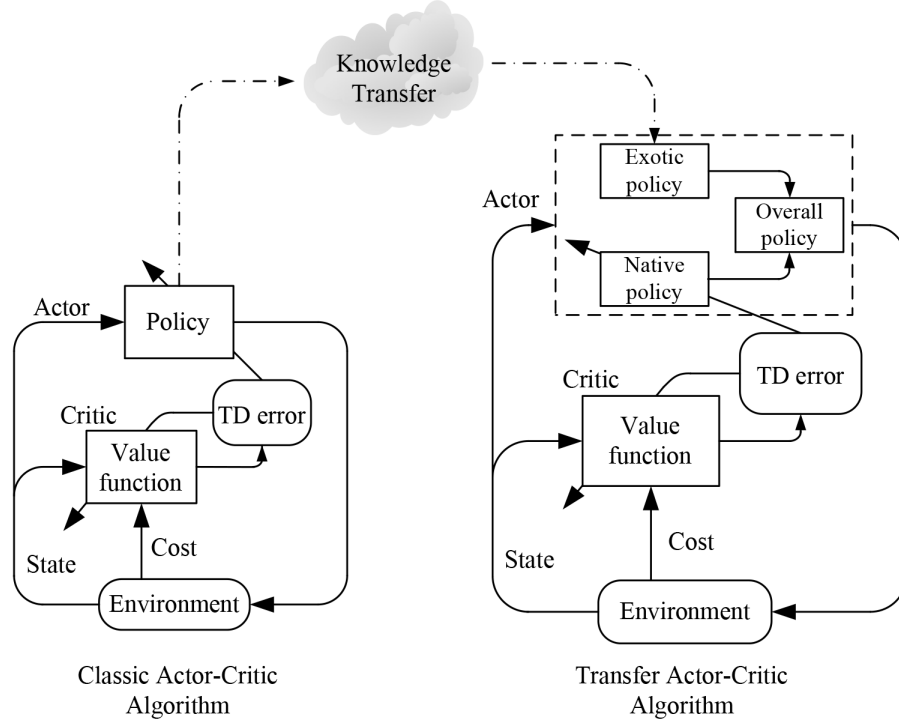 Knowledge
Transfer
Actor
Policy
Critic
TD error
Value
function
State
Cost
Environment
Classic Actor-Critic
Algorithm
Actor
Exotic
policy
Overall
policy
Native
policy
Critic
TD error
Value
function
State
Cost
Environment
Transfer Actor-Critic
Algorithm